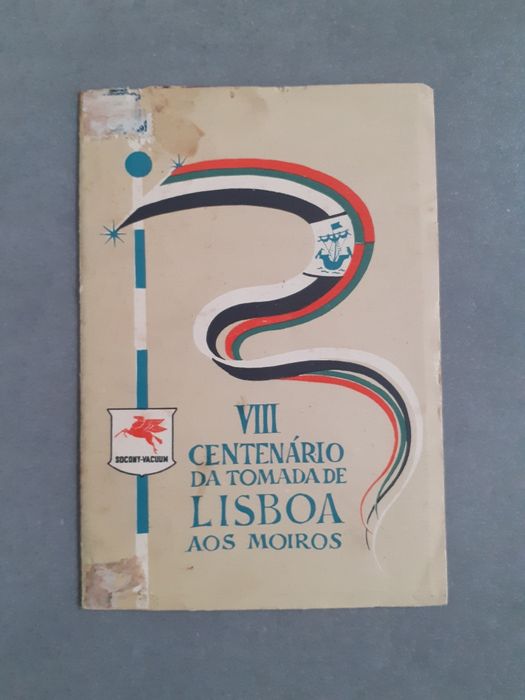 SOCONY-VACUUM
VIII
CENTENÁRIO
DA TOMADA DE
LISBOA
AOS MOIROS